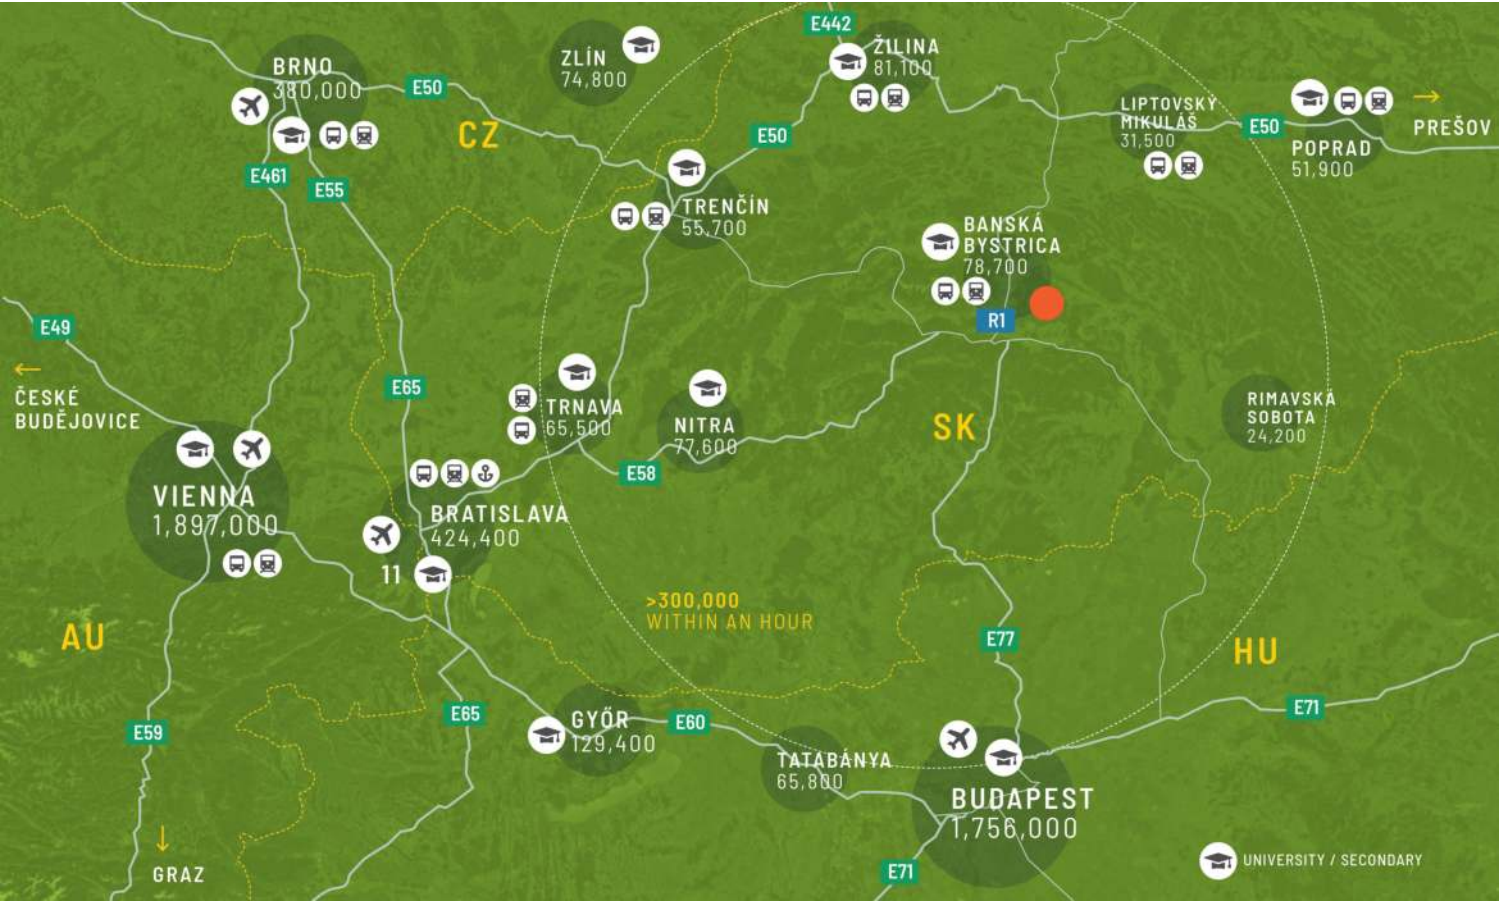 E442
ZLÍN
74,800
ŽILINA
81,100
BRNO
380,000
E50
CZ
E50
LIPTOVSKÝ
MIKULÁŠ
31,500
E50
POPRAD
51,900
→
PREŠOV
E461
E55
TRENČÍN
55,700
BANSKÁ
BYSTRICA
78,700
R1
E49
←
ČESKÉ
BUDĚJOVICE
E65
TRNAVA
65,500
NITRA
77,600
SK
RIMAVSKÁ
SOBOTA
24,200
E58
VIENNA
1,897,000
BRATISLAVA
424,400
11
>300,000
WITHIN AN HOUR
AU
E77
HU
E59
E65
GYŐR
129,400
E60
E71
TATABÁNYA
65,800
BUDAPEST
1,756,000
↓
GRAZ
E71
UNIVERSITY / SECONDARY